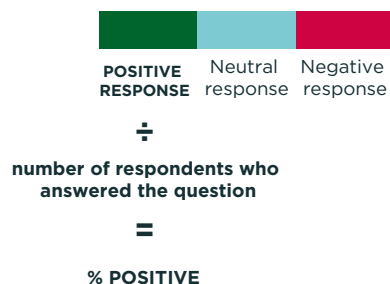 POSITIVE RESPONSE
Neutral response
Negative response
÷
number of respondents who
answered the question
=
% POSITIVE